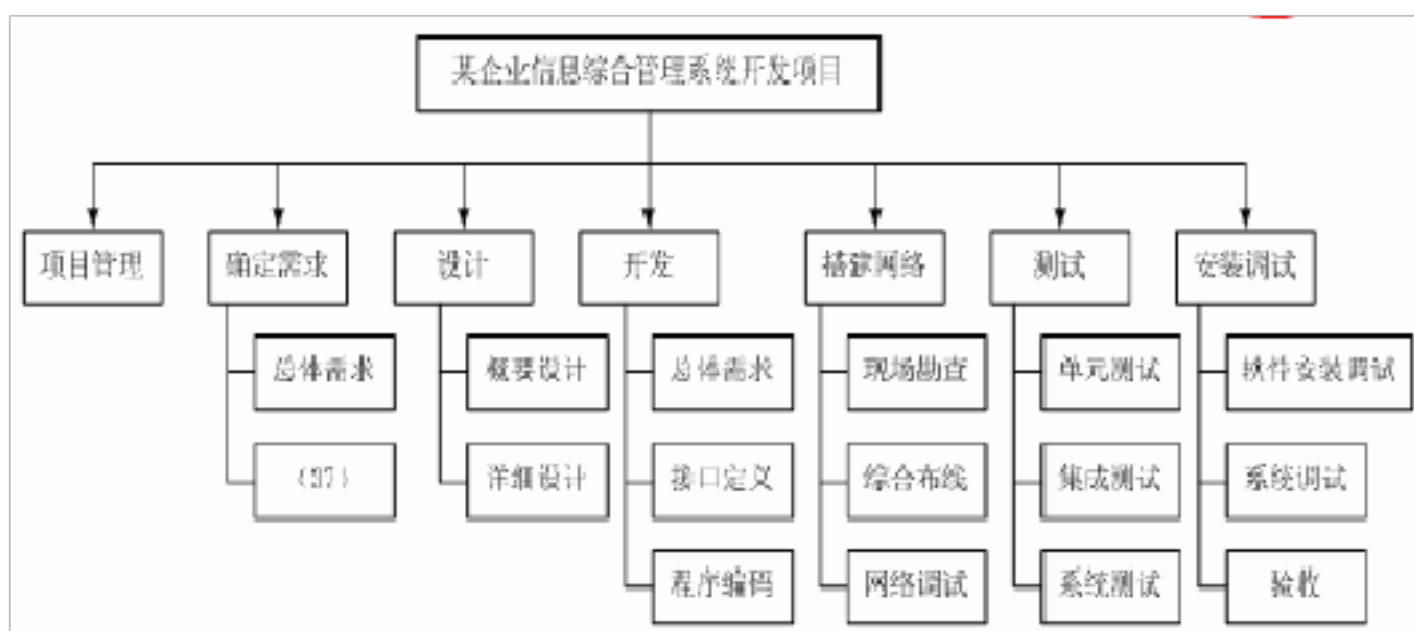 某企业信息综合管理系统开发项目
项目管理
确定需求
设计
开发
搭建网络
测试
安装调试
总体需求
概要设计
总体需求
现场勘查
单元测试
软件安装调试
(37)
详细设计
接口定义
综合布线
集成测试
系统调试
程序编码
网络调试
系统测试
验收